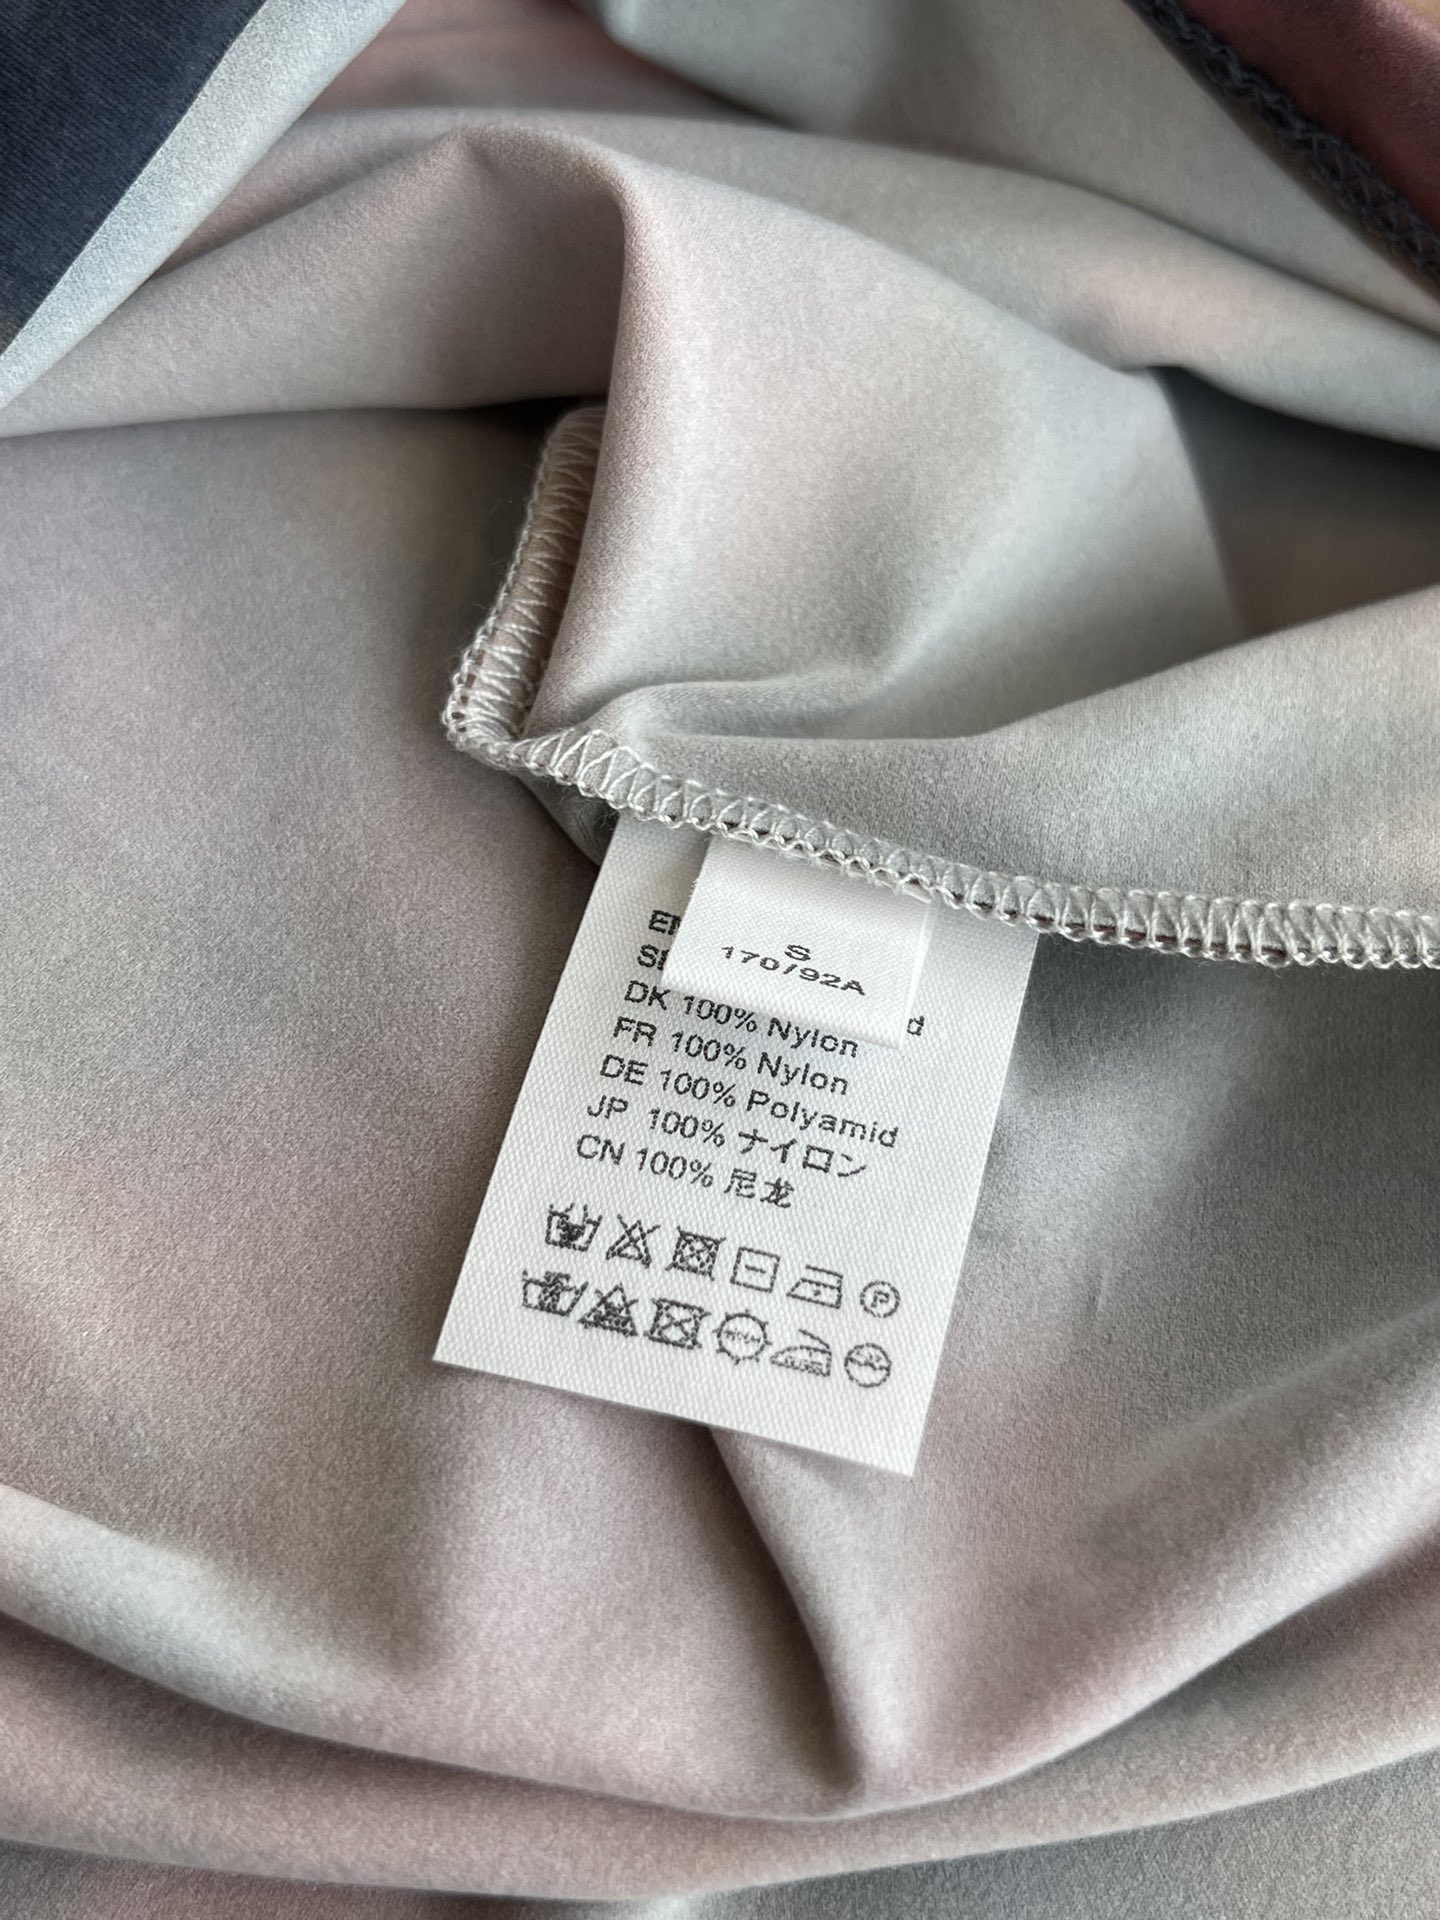 S
170/92A
d
DK 100% Nylon
FR 100% Nylon
DE 100% Polyamid
JP 100% ナイロン
CN 100% 尼龙
P